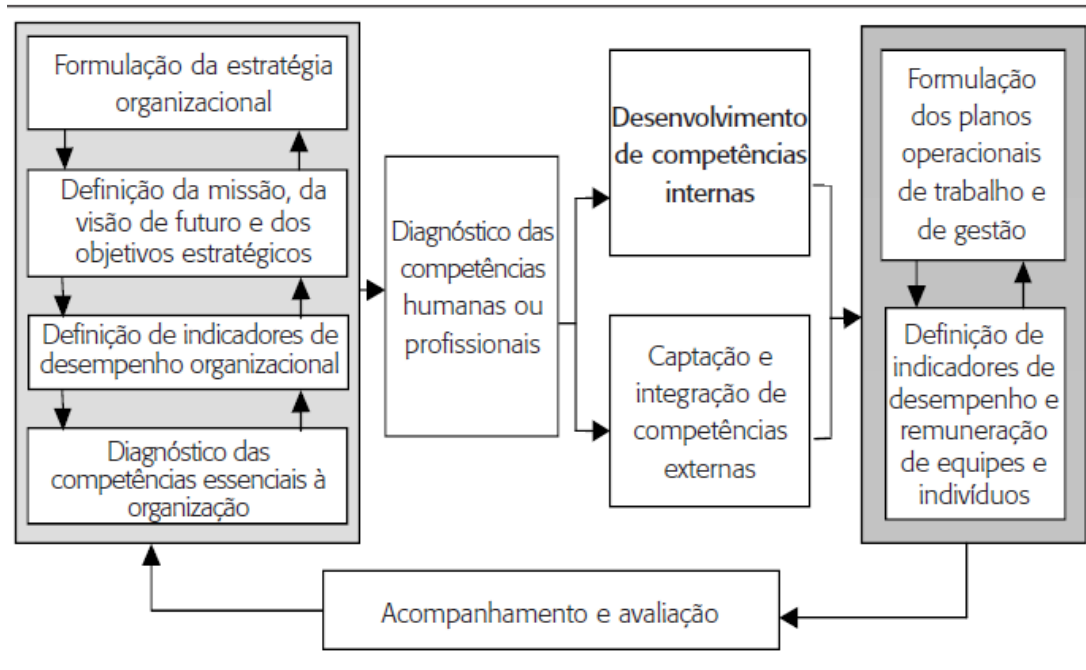 Formulação da estratégia
organizacional
Definição da missão, da
visão de futuro e dos
objetivos estratégicos
Definição de indicadores de
desempenho organizacional
Diagnóstico das
competências essenciais à
organização
Diagnóstico das
competências
humanas ou
profissionais
Desenvolvimento
de competências
internas
Captação e
integração de
competências
externas
Formulação
dos planos
operacionais
de trabalho e
de gestão
Definição de
indicadores de
desempenho e
remuneração
de equipes e
indivíduos
Acompanhamento e avaliação